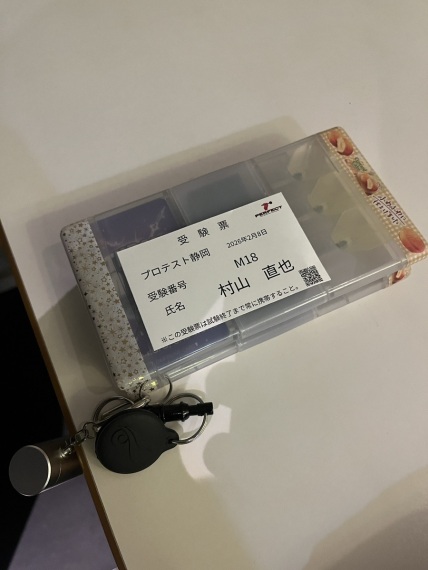 受 験 票
PERFECT
プロテスト静岡
2026年2月8日
受験番号
M18
氏名
村山 直也
※この受験票は試験終了まで常に携帯すること。